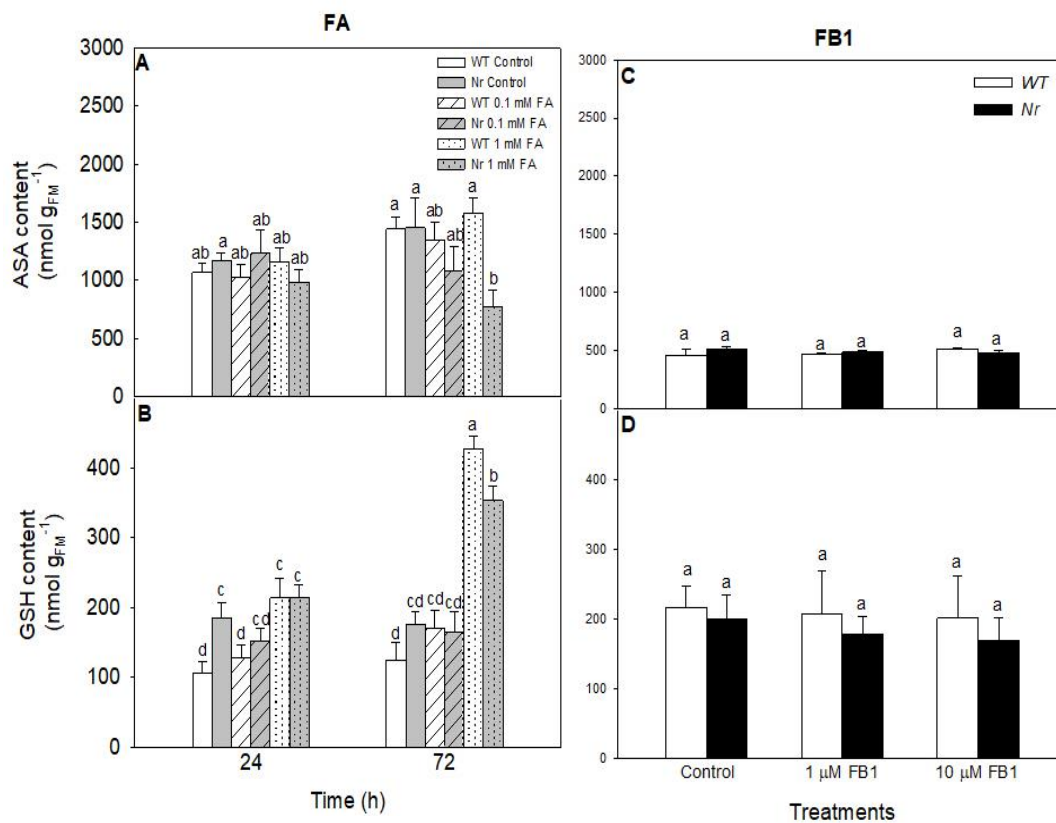 FA
A
3000
2500
2000
1500
1000
500
0
ASA content
(nmol gFM⁻¹)
WT Control
Nr Control
WT 0.1 mM FA
Nr 0.1 mM FA
WT 1 mM FA
Nr 1 mM FA
ab a ab ab ab ab
a a ab ab a b
B
400
300
200
100
0
GSH content
(nmol gFM⁻¹)
d c d cd c c
d cd cd cd a b
24 72
Time (h)
FB1
C
3000
2500
2000
1500
1000
500
0
WT
Nr
a a a a a a
D
400
300
200
100
0
a a a a a a
Control 1 µM FB1 10 µM FB1
Treatments